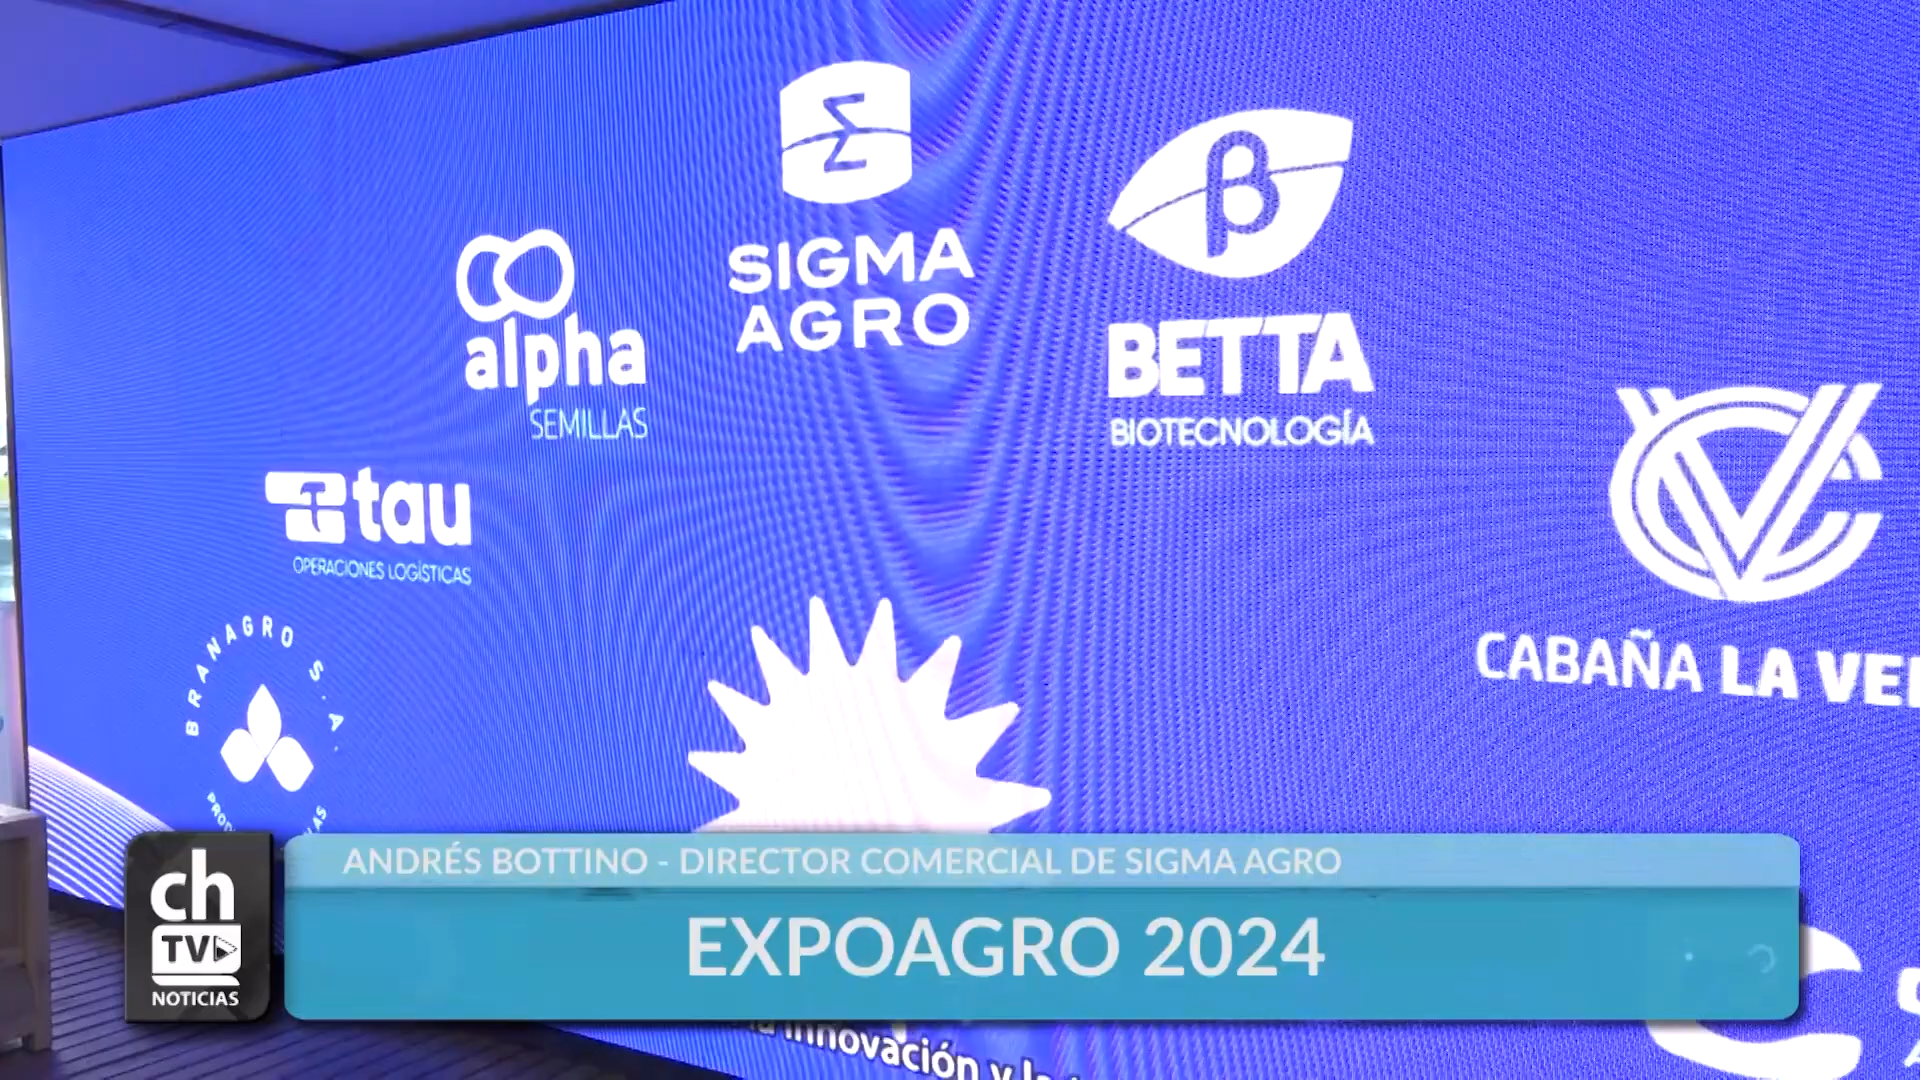 SIGMA
AGRO
BETTA
BIOTECNOLOGÍA
alpha
SEMILLAS
tau
OPERACIONES LOGÍSTICAS
CABAÑA LA
BRANAGRO S.A.
ANDRÉS BOTTINO - DIRECTOR COMERCIAL DE SIGMA AGRO
EXPOAGRO 2024
ch
TV
NOTICIAS
innovación y